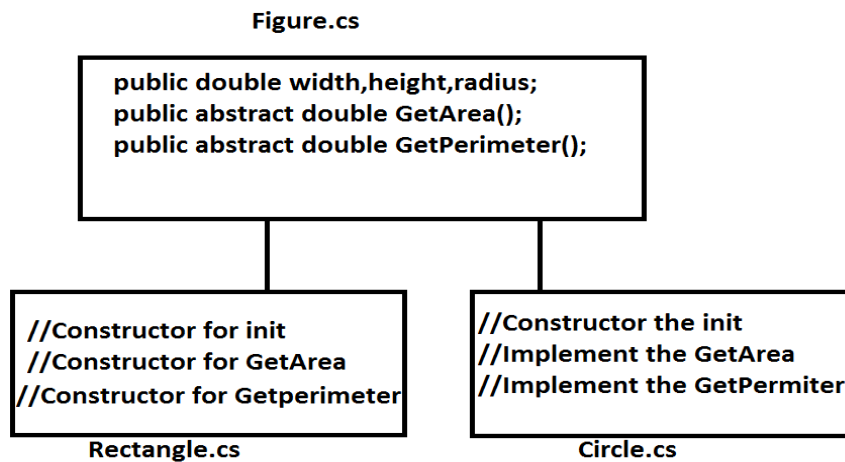 Figure.cs
public double width,height,radius;
public abstract double GetArea();
public abstract double GetPerimeter();
//Constructor for init
//Constructor for GetArea
//Constructor for Getperimeter
Rectangle.cs
//Constructor the init
//Implement the GetArea
//Implement the GetPermiter
Circle.cs